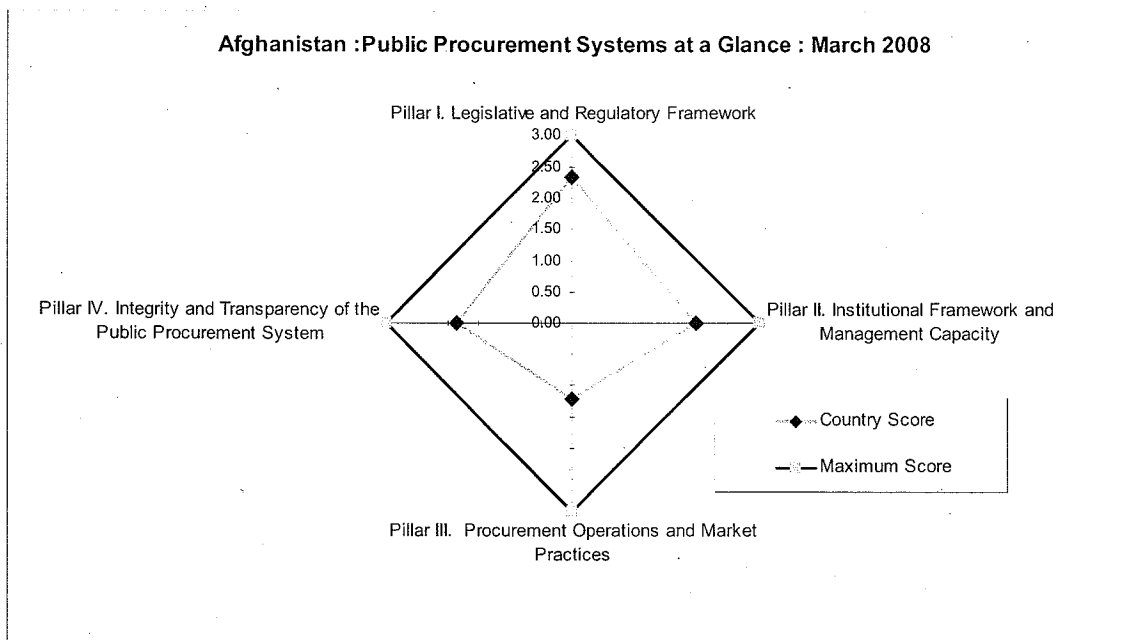 Afghanistan :Public Procurement Systems at a Glance : March 2008
Pillar I. Legislative and Regulatory Framework
3.00
2.50
2.00
1.50
1.00
0.50
0.00
Pillar IV. Integrity and Transparency of the
Public Procurement System
Pillar II. Institutional Framework and
Management Capacity
Country Score
Maximum Score
Pillar III. Procurement Operations and Market
Practices